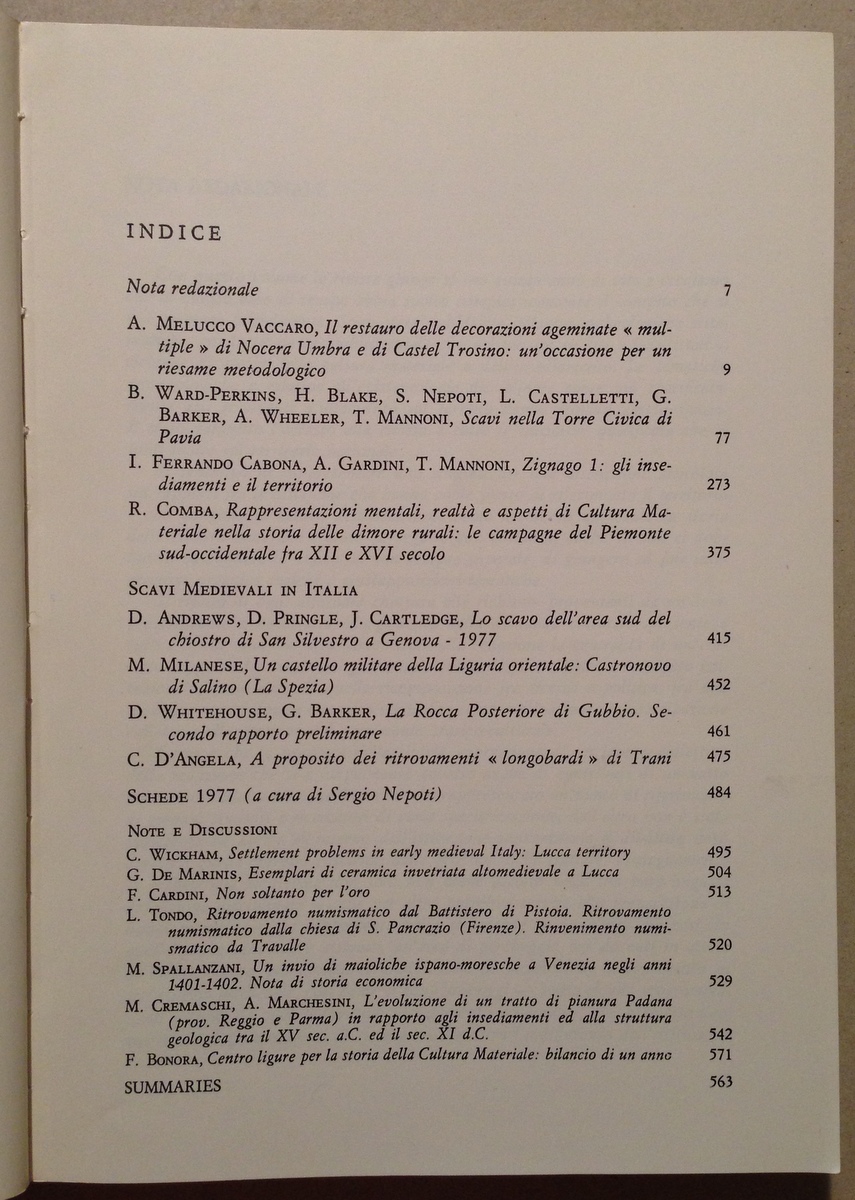 INDICE
Nota redazionale 7
A. Melucco Vaccaro, Il restauro delle decorazioni ageminate « mul-
tiple » di Nocera Umbra e di Castel Trosino: un'occasione per un
riesame metodologico 9
B. Ward-Perkins, H. Blake, S. Nepoti, L. Castelletti, G.
Barker, A. Wheeler, T. Mannoni, Scavi nella Torre Civica di
Pavia 77
I. Ferrando Cabona, A. Gardini, T. Mannoni, Zignago 1: gli inse-
diamenti e il territorio 273
R. Comba, Rappresentazioni mentali, realtà e aspetti di Cultura Ma-
teriale nella storia delle dimore rurali: le campagne del Piemonte
sud-occidentale fra XII e XVI secolo 375
Scavi Medievali in Italia
D. Andrews, D. Pringle, J. Cartledge, Lo scavo dell'area sud del
chiostro di San Silvestro a Genova - 1977 415
M. Milanese, Un castello militare della Liguria orientale: Castronovo
di Salino (La Spezia) 452
D. Whitehouse, G. Barker, La Rocca Posteriore di Gubbio. Se-
condo rapporto preliminare 461
C. D'Angela, A proposito dei ritrovamenti « longobardi » di Trani 475
Schede 1977 (a cura di Sergio Nepoti) 484
Note e Discussioni
C. Wickham, Settlement problems in early medieval Italy: Lucca territory 495
G. De Marinis, Esemplari di ceramica invetriata altomedievale a Lucca 504
F. Cardini, Non soltanto per l'oro 513
L. Tondo, Ritrovamento numismatico dal Battistero di Pistoia. Ritrovamento
numismatico dalla chiesa di S. Pancrazio (Firenze). Rinvenimento numi-
smatico da Travalle 520
M. Spallanzani, Un invio di maioliche ispano-moresche a Venezia negli anni
1401-1402. Nota di storia economica 529
M. Cremaschi, A. Marchesini, L'evoluzione di un tratto di pianura Padana
(prov. Reggio e Parma) in rapporto agli insediamenti ed alla struttura
geologica tra il XV sec. a.C. ed il sec. XI d.C. 542
F. Bonora, Centro ligure per la storia della Cultura Materiale: bilancio di un anno 571
SUMMARIES 563